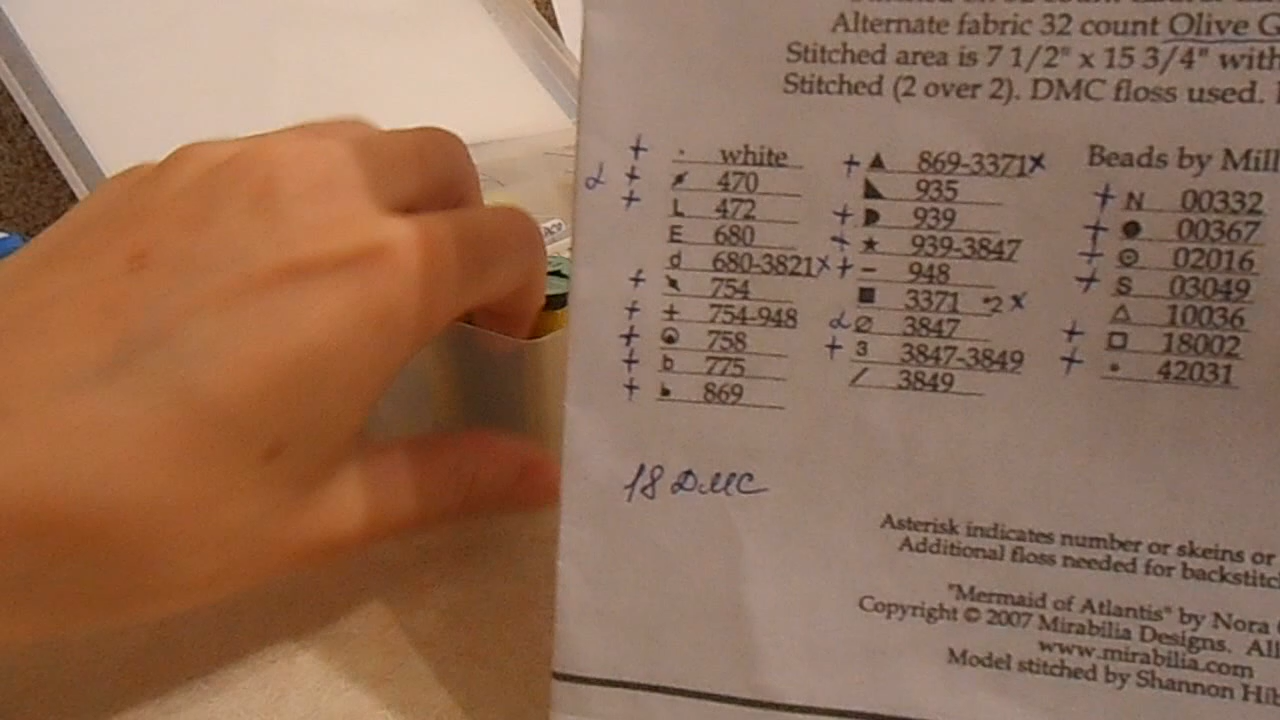 Alternate fabric 32 count Olive G
Stitched area is 7 1/2" x 15 3/4" with
Stitched (2 over 2). DMC floss used.
+ · white
d + 470
+ L 472
E 680
d 680-3821 x
+ 754
+ + 754-948
+ 758
+ b 775
+ 869
+ ▲ 869-3371 x
◣ 935
+ 939
+ ★ 939-3847
+ − 948
■ 3371 *2 x
d ∅ 3847
+ 3 3847-3849
/ 3849
Beads by Mill
+ N 00332
+ ● 00367
+ ⊙ 02016
+ S 03049
△ 10036
+ □ 18002
+ • 42031
18 DMC
Asterisk indicates number or skeins or
Additional floss needed for backstitc
"Mermaid of Atlantis" by Nora
Copyright © 2007 Mirabilia Designs. All
www.mirabilia.com
Model stitched by Shannon Hib